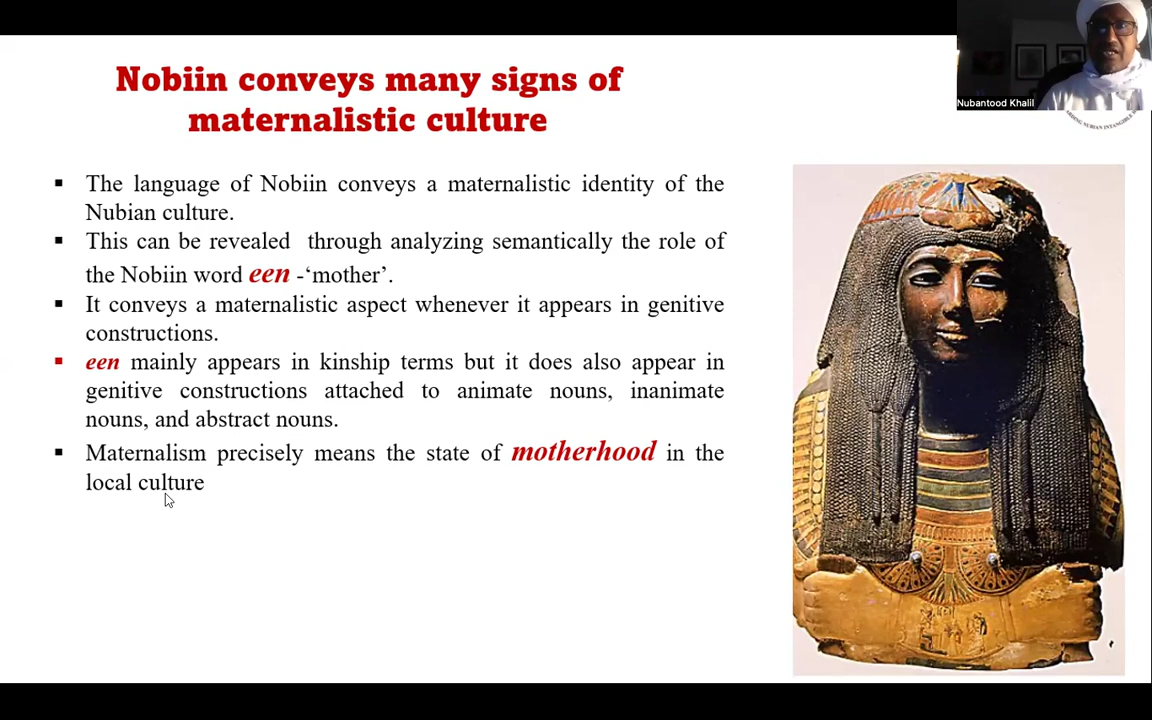 Nobiin conveys many signs of
maternalistic culture
Nubantood Khalil
▪ The language of Nobiin conveys a maternalistic identity of the
Nubian culture.
▪ This can be revealed through analyzing semantically the role of
the Nobiin word een -‘mother’.
▪ It conveys a maternalistic aspect whenever it appears in genitive
constructions.
▪ een mainly appears in kinship terms but it does also appear in
genitive constructions attached to animate nouns, inanimate
nouns, and abstract nouns.
▪ Maternalism precisely means the state of motherhood in the
local culture